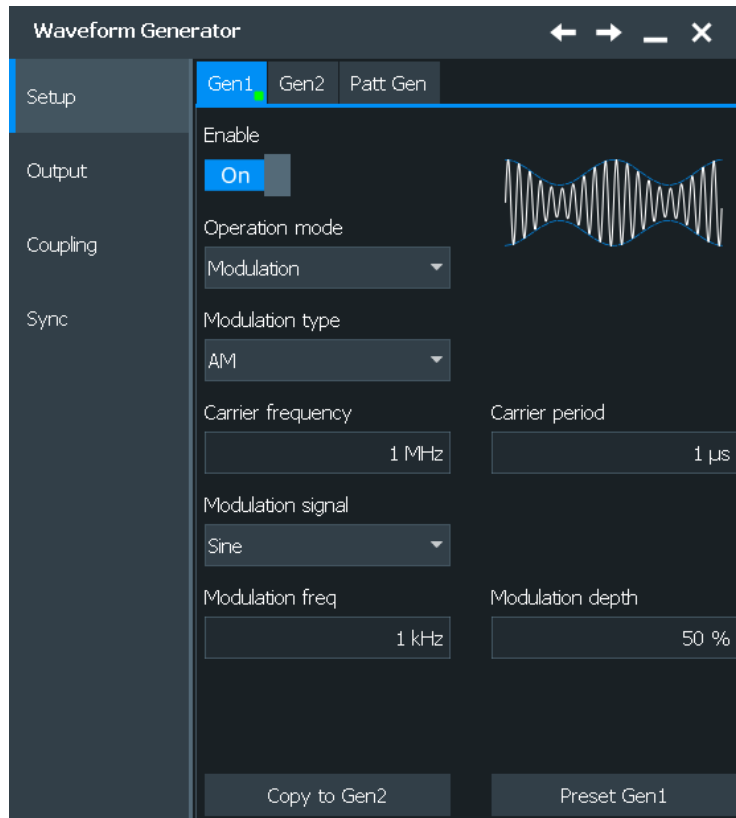 Waveform Generator
Setup
Output
Coupling
Sync
Gen1 Gen2 Patt Gen
Enable
On
Operation mode
Modulation
Modulation type
AM
Carrier frequency Carrier period
1 MHz 1 µs
Modulation signal
Sine
Modulation freq Modulation depth
1 kHz 50 %
Copy to Gen2 Preset Gen1